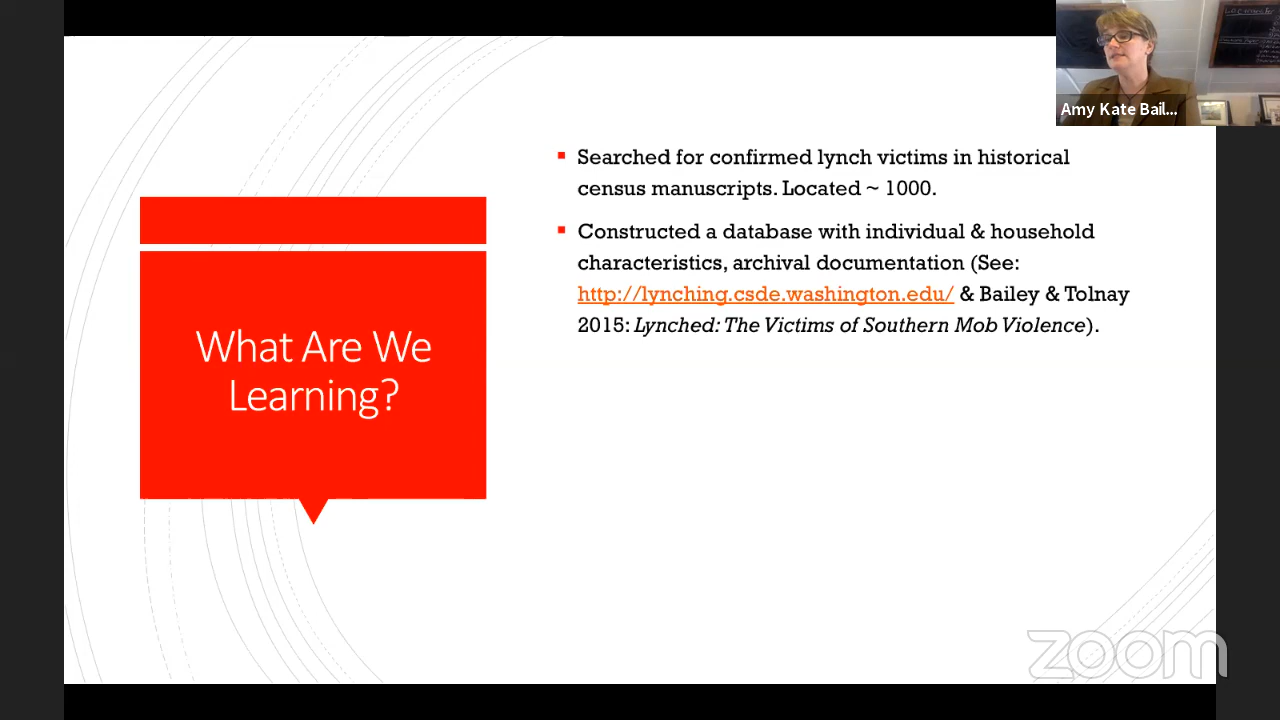 Amy Kate Bail...
Searched for confirmed lynch victims in historical
census manuscripts. Located ~ 1000.
Constructed a database with individual & household
characteristics, archival documentation (See:
http://lynching.csde.washington.edu/ & Bailey & Tolnay
2015: Lynched: The Victims of Southern Mob Violence).
What Are We
Learning?
zoom